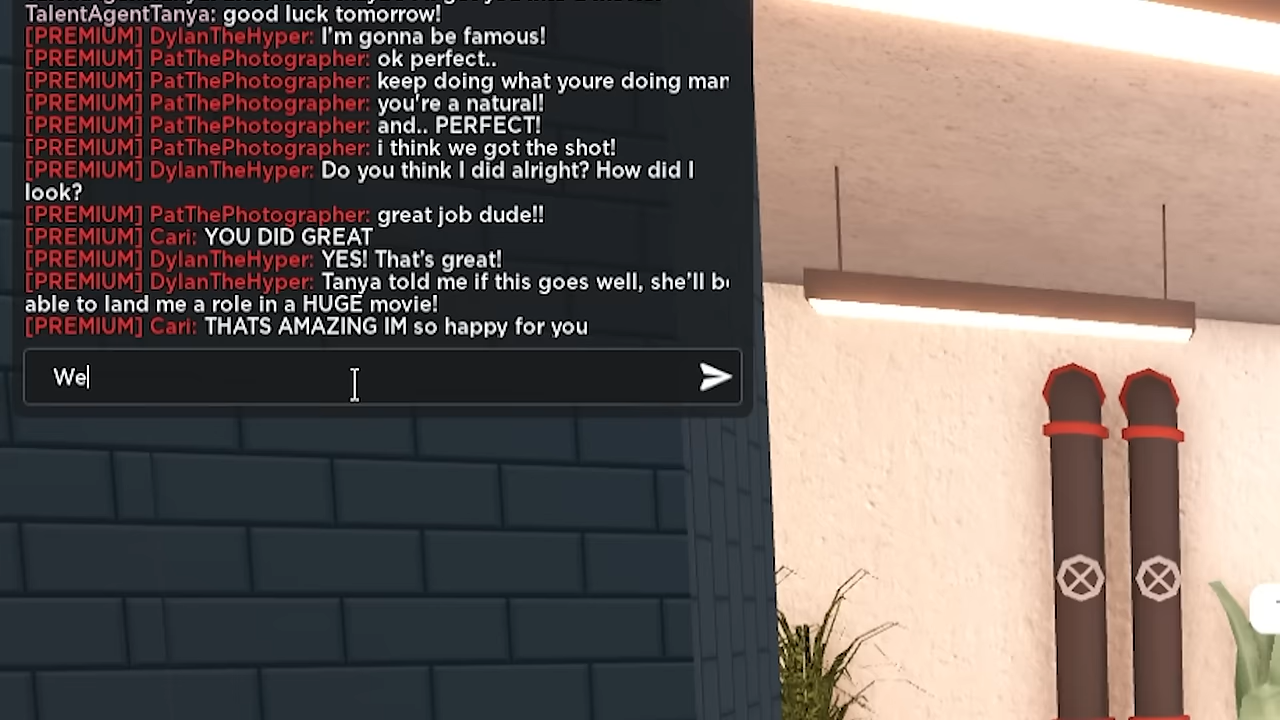 TalentAgentTanya: good luck tomorrow!
[PREMIUM] DylanTheHyper: I'm gonna be famous!
[PREMIUM] PatThePhotographer: ok perfect..
[PREMIUM] PatThePhotographer: keep doing what youre doing man
[PREMIUM] PatThePhotographer: you're a natural!
[PREMIUM] PatThePhotographer: and.. PERFECT!
[PREMIUM] PatThePhotographer: i think we got the shot!
[PREMIUM] DylanTheHyper: Do you think I did alright? How did I
look?
[PREMIUM] PatThePhotographer: great job dude!!
[PREMIUM] Cari: YOU DID GREAT
[PREMIUM] DylanTheHyper: YES! That's great!
[PREMIUM] DylanTheHyper: Tanya told me if this goes well, she'll be
able to land me a role in a HUGE movie!
[PREMIUM] Cari: THATS AMAZING IM so happy for you
We